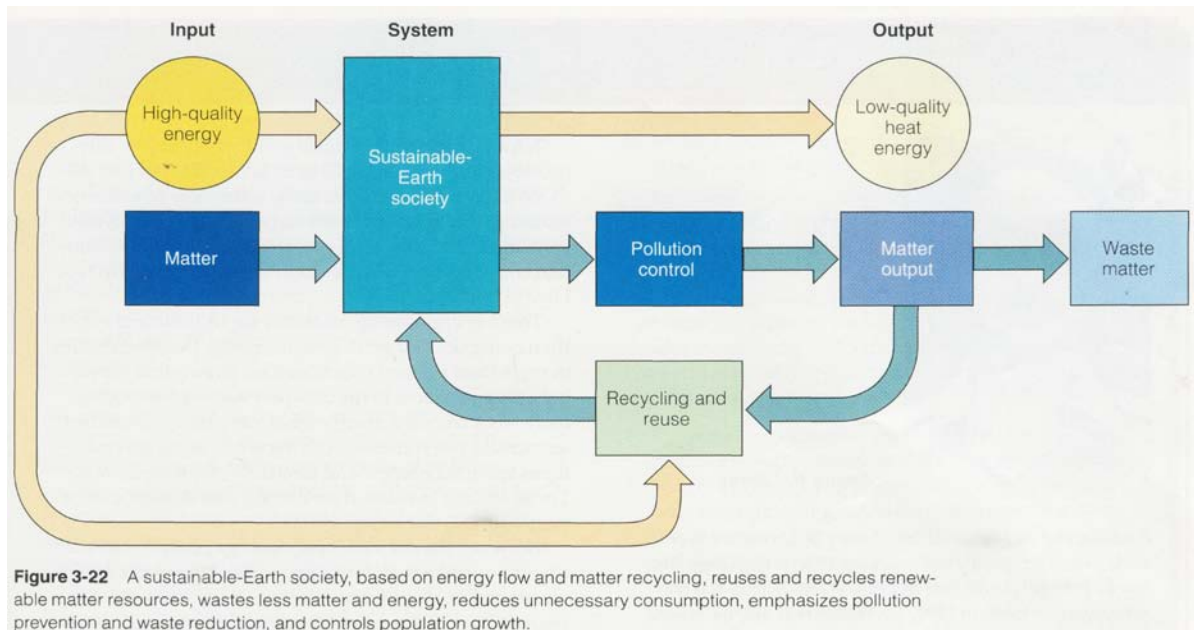 Input
System
Output
High-quality
energy
Low-quality
heat
energy
Sustainable-
Earth
society
Matter
Pollution
control
Matter
output
Waste
matter
Recycling and
reuse
Figure 3-22 A sustainable-Earth society, based on energy flow and matter recycling, reuses and recycles renew-
able matter resources, wastes less matter and energy, reduces unnecessary consumption, emphasizes pollution
prevention and waste reduction, and controls population growth.